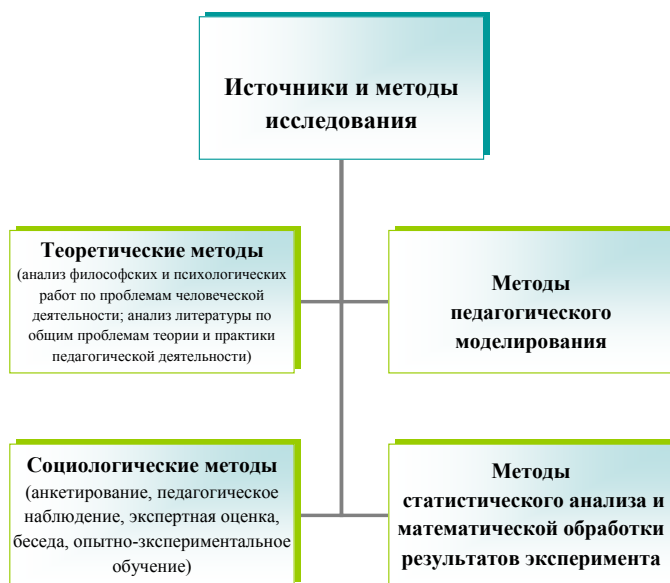 Источники и методы
исследования
Теоретические методы
(анализ философских и психологических
работ по проблемам человеческой
деятельности; анализ литературы по
общим проблемам теории и практики
педагогической деятельности)
Методы
педагогического
моделирования
Социологические методы
(анкетирование, педагогическое
наблюдение, экспертная оценка,
беседа, опытно-зкспериментальное
обучение)
Методы
статистического анализа и
математической обработки
результатов эксперимента